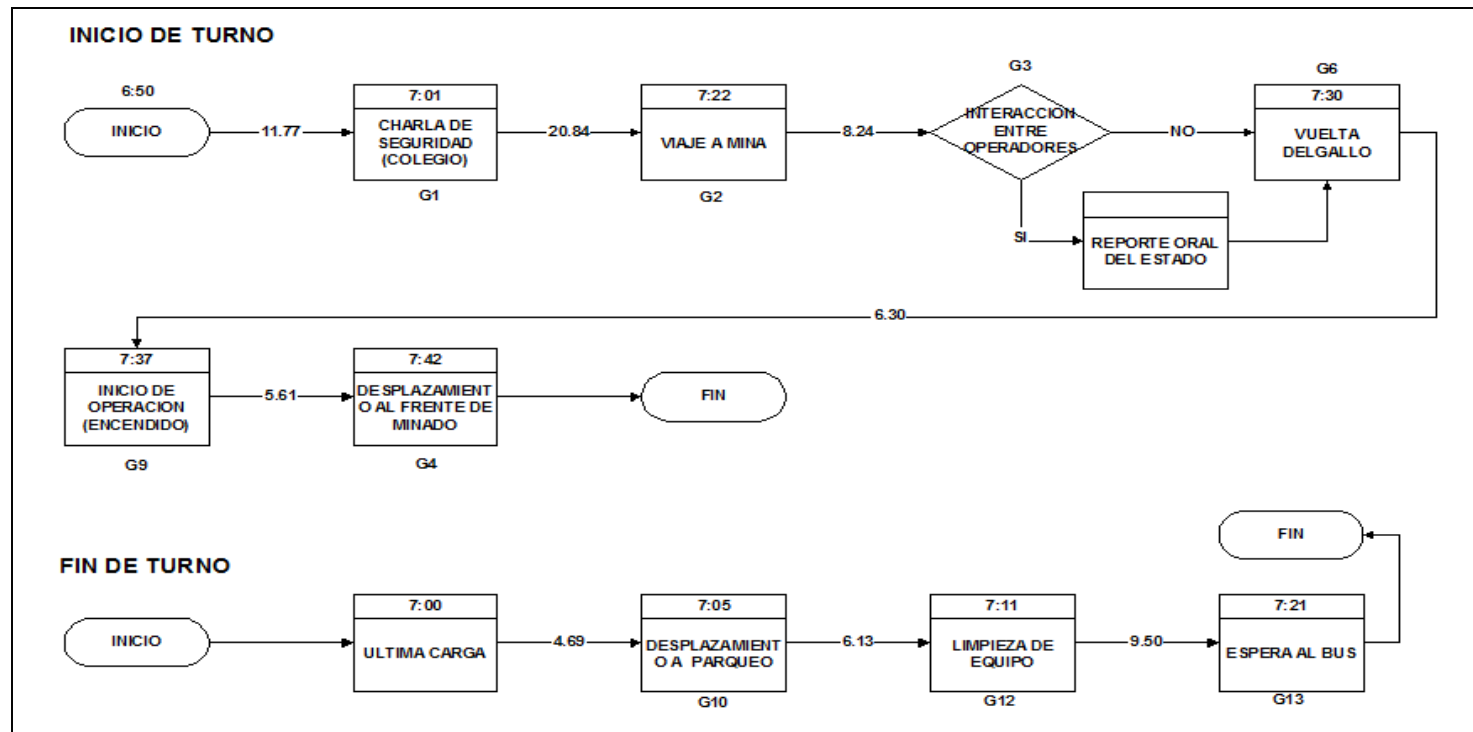 INICIO DE TURNO
6:50
INICIO
11.77
7:01
CHARLA DE
SEGURIDAD
(COLEGIO)
G1
20.84
7:22
VIAJE A MINA
G2
8.24
G3
INTERACCION
ENTRE
OPERADORES
NO
SI
REPORTE ORAL
DEL ESTADO
G6
7:30
VUELTA
DELGALLO
6.30
7:37
INICIO DE
OPERACION
(ENCENDIDO)
G9
5.61
7:42
DESPLAZAMIENT
O AL FRENTE DE
MINADO
G4
FIN
FIN DE TURNO
INICIO
7:00
ULTIMA CARGA
4.69
7:05
DESPLAZAMIENT
O A PARQUEO
G10
6.13
7:11
LIMPIEZA DE
EQUIPO
G12
9.50
7:21
ESPERA AL BUS
G13
FIN